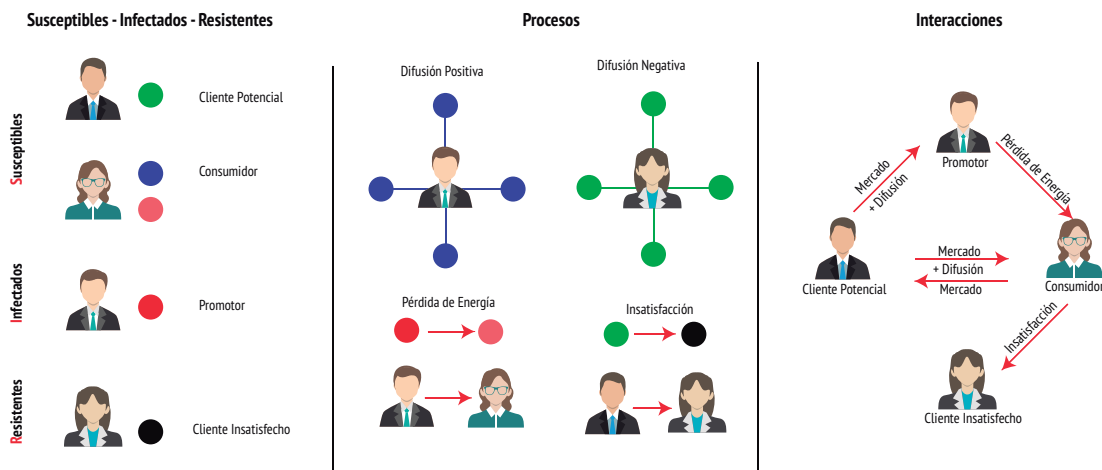 Susceptibles - Infectados - Resistentes
Susceptibles
Cliente Potencial
Consumidor
Infectados
Promotor
Resistentes
Cliente Insatisfecho
Procesos
Difusión Positiva
Difusión Negativa
Pérdida de Energía
Insatisfacción
Interacciones
Promotor
Mercado
+ Difusión
Pérdida de Energía
Cliente Potencial
Mercado
+ Difusión
Mercado
Consumidor
Insatisfacción
Cliente Insatisfecho